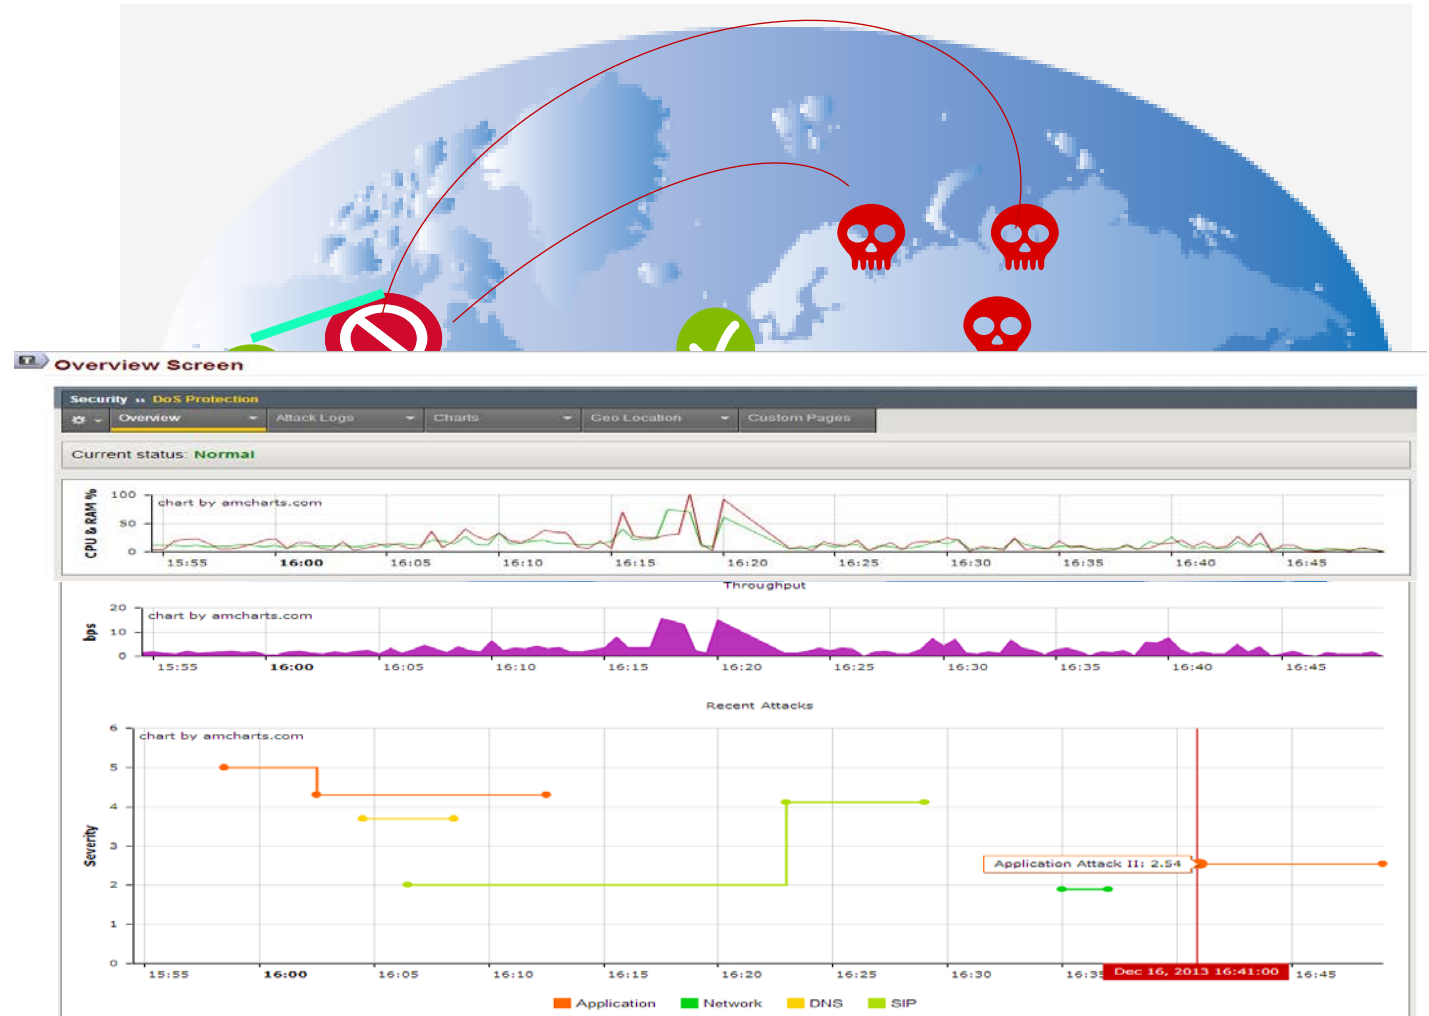 T
Overview Screen
Security » DoS Protection
Overview Attack Logs Charts Geo Location Custom Pages
Current status: Normal
CPU & RAM %
100
50
0
chart by amcharts.com
15:55 16:00 16:05 16:10 16:15 16:20 16:25 16:30 16:35 16:40 16:45
Throughput
bps
20
10
0
chart by amcharts.com
15:55 16:00 16:05 16:10 16:15 16:20 16:25 16:30 16:35 16:40 16:45
Recent Attacks
Severity
6
5
4
3
2
1
0
chart by amcharts.com
Application Attack II: 2.54
15:55 16:00 16:05 16:10 16:15 16:20 16:25 16:30 16:35 Dec 16, 2013 16:41:00 16:45
Application Network DNS SIP